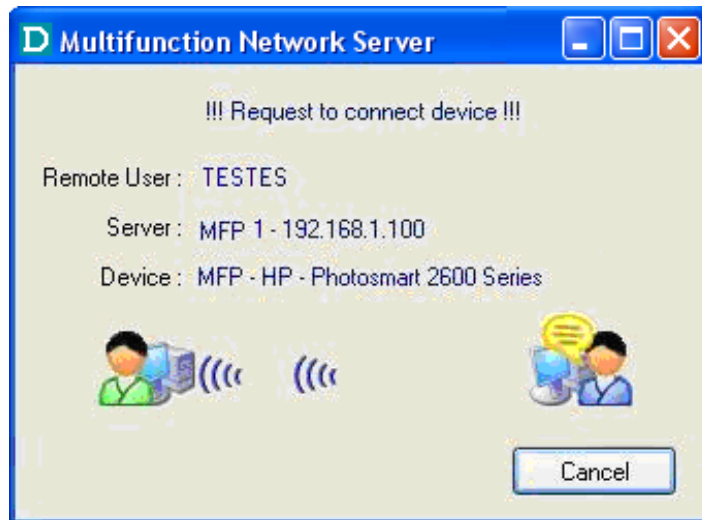 D Multifunction Network Server
!!! Request to connect device !!!
Remote User : TESTES
Server : MFP 1 - 192.168.1.100
Device : MFP - HP - Photosmart 2600 Series
Cancel